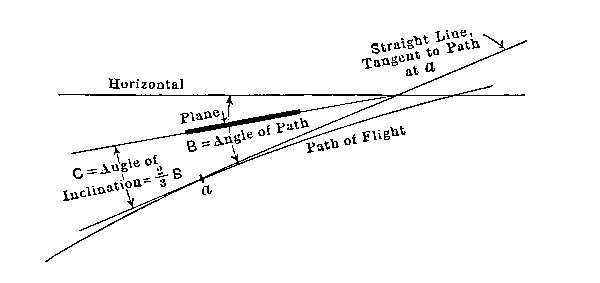 Straight Line,
Tangent to Path
at a
Horizontal
Plane
B = Angle of Path
Path of Flight
C = Angle of
Inclination = 2/3 B
a